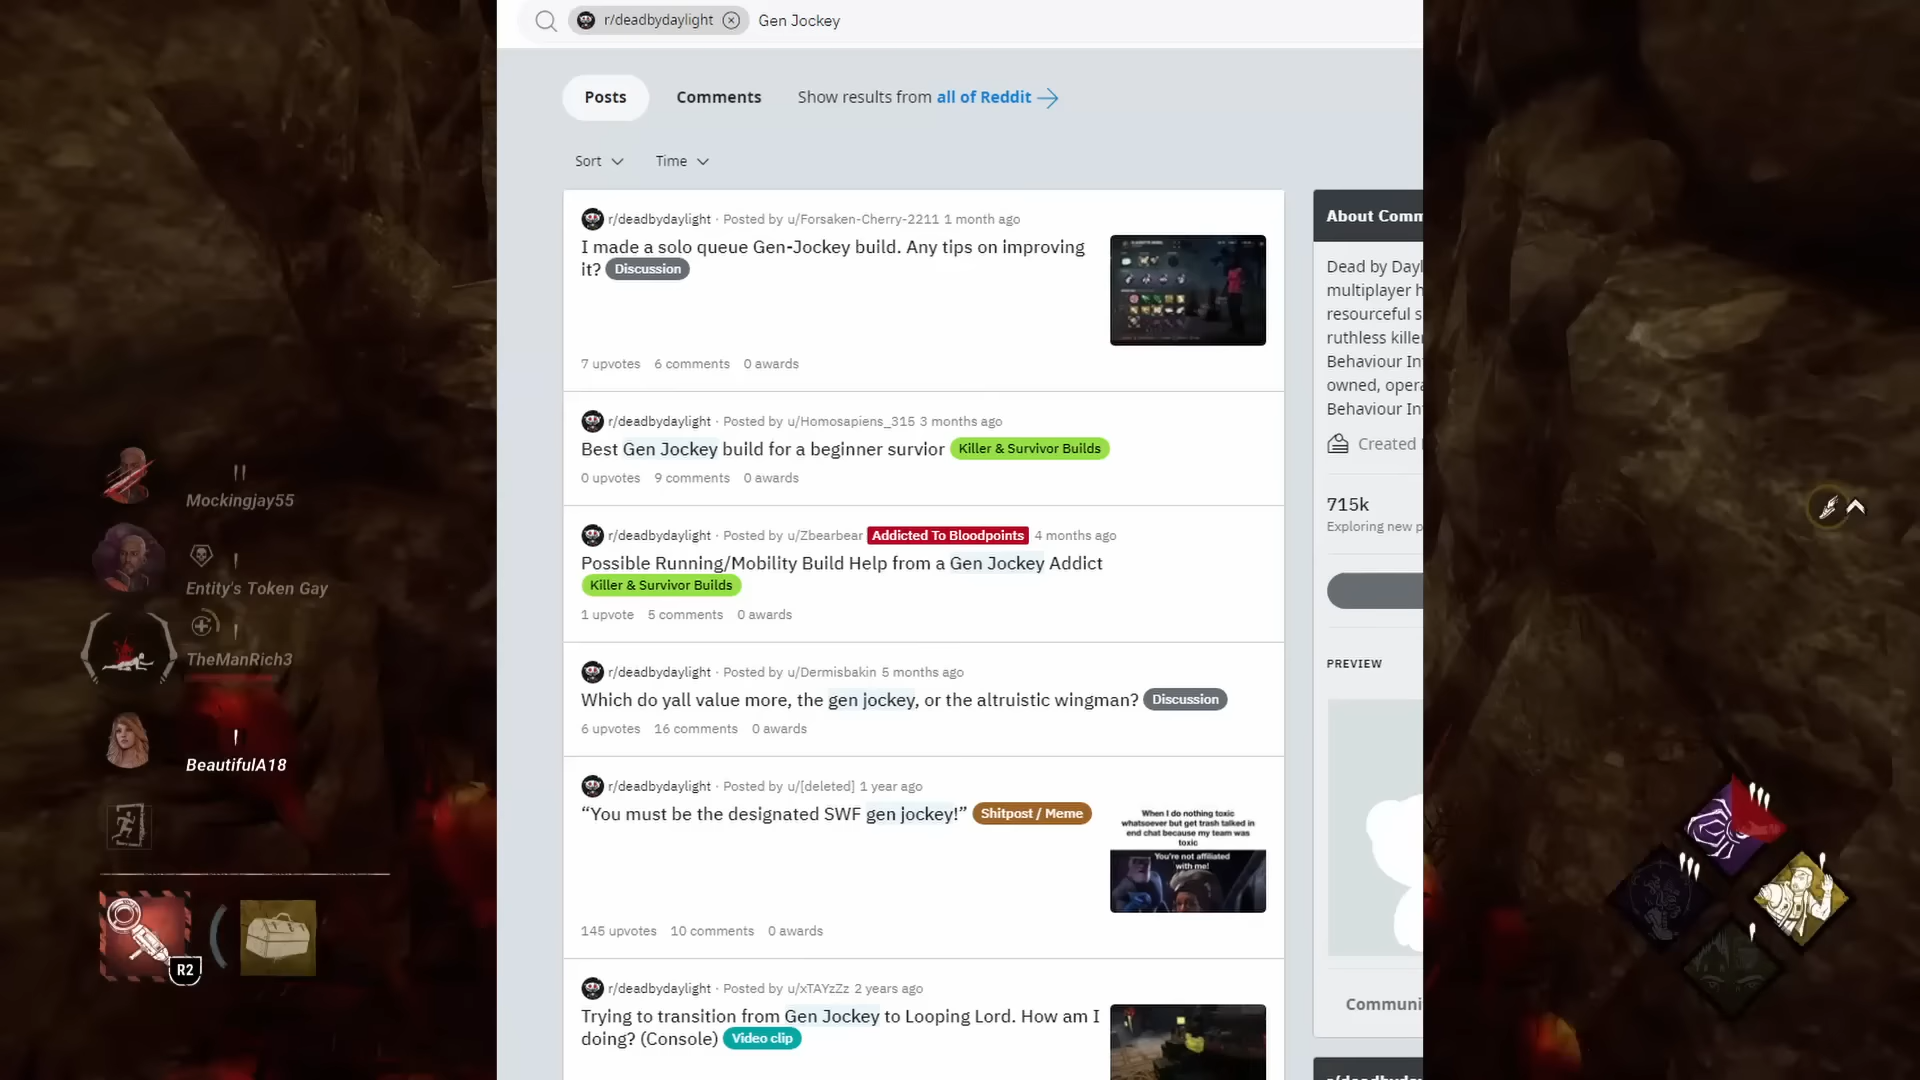 r/deadbydaylight Gen Jockey
Posts Comments Show results from all of Reddit
Sort Time
r/deadbydaylight · Posted by u/Forsaken-Cherry-2211 1 month ago
I made a solo queue Gen-Jockey build. Any tips on improving
it? Discussion
7 upvotes 6 comments 0 awards
r/deadbydaylight · Posted by u/Homosapiens_315 3 months ago
Best Gen Jockey build for a beginner survior Killer & Survivor Builds
0 upvotes 9 comments 0 awards
r/deadbydaylight · Posted by u/Zbearbear Addicted To Bloodpoints 4 months ago
Possible Running/Mobility Build Help from a Gen Jockey Addict
Killer & Survivor Builds
1 upvote 5 comments 0 awards
r/deadbydaylight · Posted by u/Dermisbakin 5 months ago
Which do yall value more, the gen jockey, or the altruistic wingman? Discussion
6 upvotes 16 comments 0 awards
r/deadbydaylight · Posted by u/[deleted] 1 year ago
“You must be the designated SWF gen jockey!” Shitpost / Meme
When I do nothing toxic
whatsoever but get trash talked in
end chat because my team was
toxic
You're not affiliated
with me!
145 upvotes 10 comments 0 awards
r/deadbydaylight · Posted by u/xTAYzZz 2 years ago
Trying to transition from Gen Jockey to Looping Lord. How am I
doing? (Console) Video clip
About Comm
Dead by Dayl
multiplayer h
resourceful s
ruthless kille
Behaviour In
owned, opera
Behaviour In
Created
715k
Exploring new p
PREVIEW
Communi
r/deadbyday
Mockingjay55
Entity's Token Gay
TheManRich3
BeautifulA18
R2